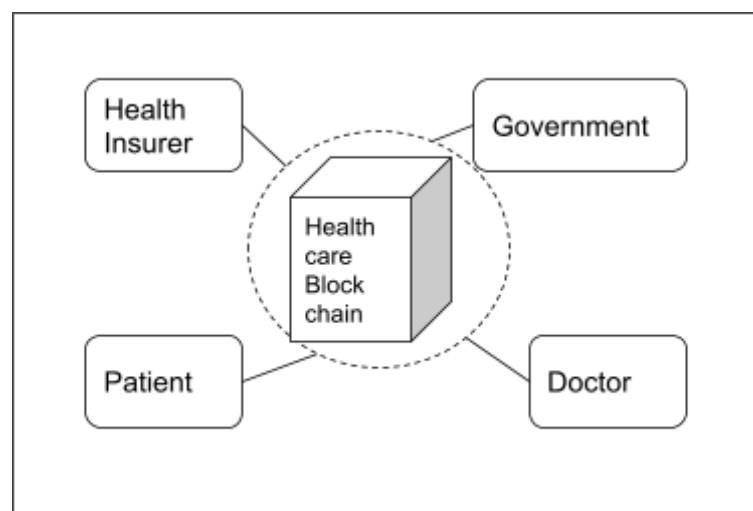 Health
Insurer
Government
Health
care
Block
chain
Patient
Doctor